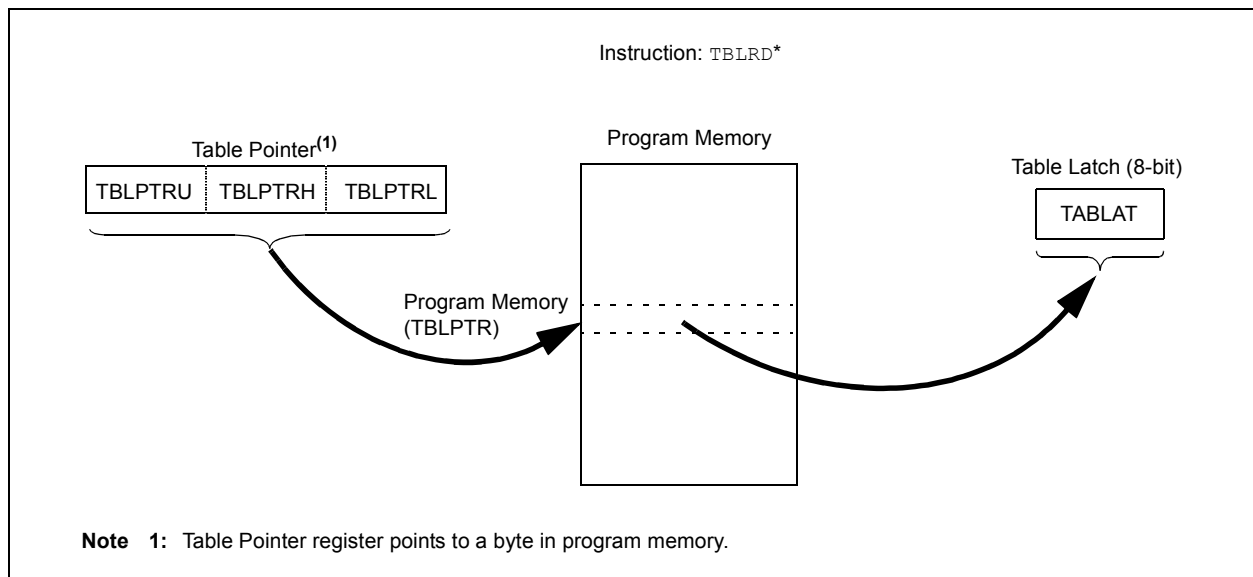 Instruction: TBLRD*
Table Pointer(1)
TBLPTRU TBLPTRH TBLPTRL
Program Memory
Table Latch (8-bit)
TABLAT
Program Memory
(TBLPTR)
Note 1: Table Pointer register points to a byte in program memory.